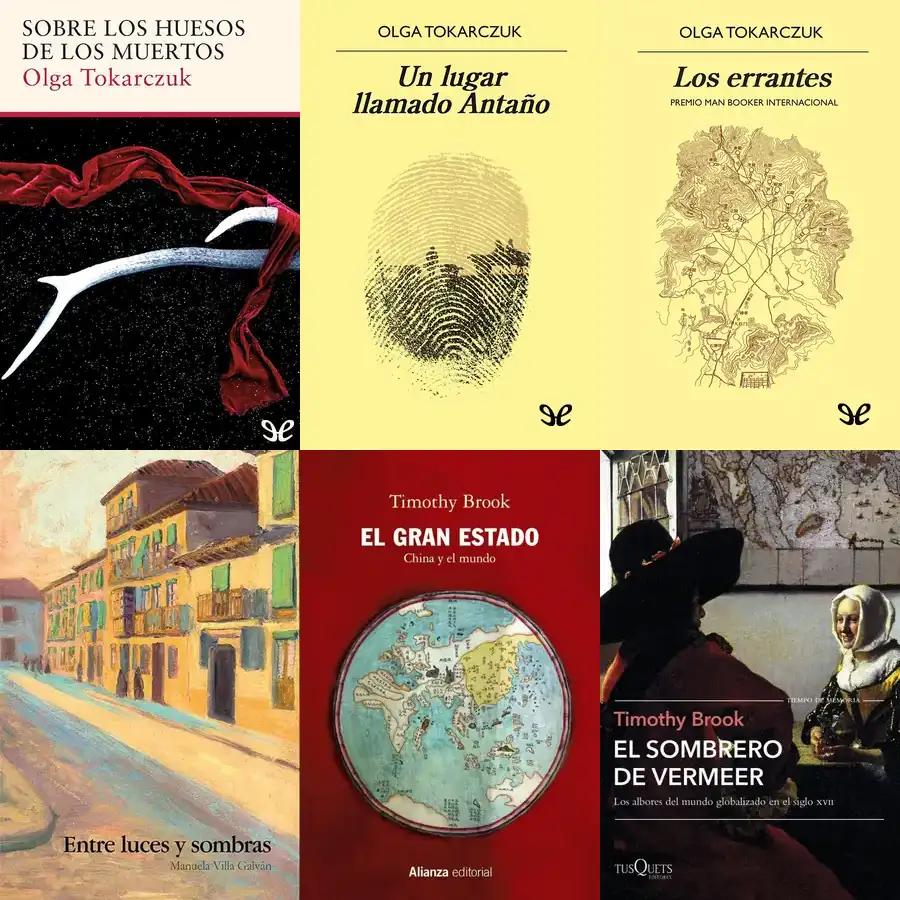 SOBRE LOS HUESOS
DE LOS MUERTOS
Olga Tokarczuk
OLGA TOKARCZUK
Un lugar
llamado Antaño
OLGA TOKARCZUK
Los errantes
PREMIO MAN BOOKER INTERNACIONAL
Entre luces y sombras
Manuela Villa Galván
Timothy Brook
EL GRAN ESTADO
China y el mundo
Alianza editorial
TIEMPO DE MEMORIA
Timothy Brook
EL SOMBRERO
DE VERMEER
Los albores del mundo globalizado en el siglo XVII
TUSQUETS
EDITORES